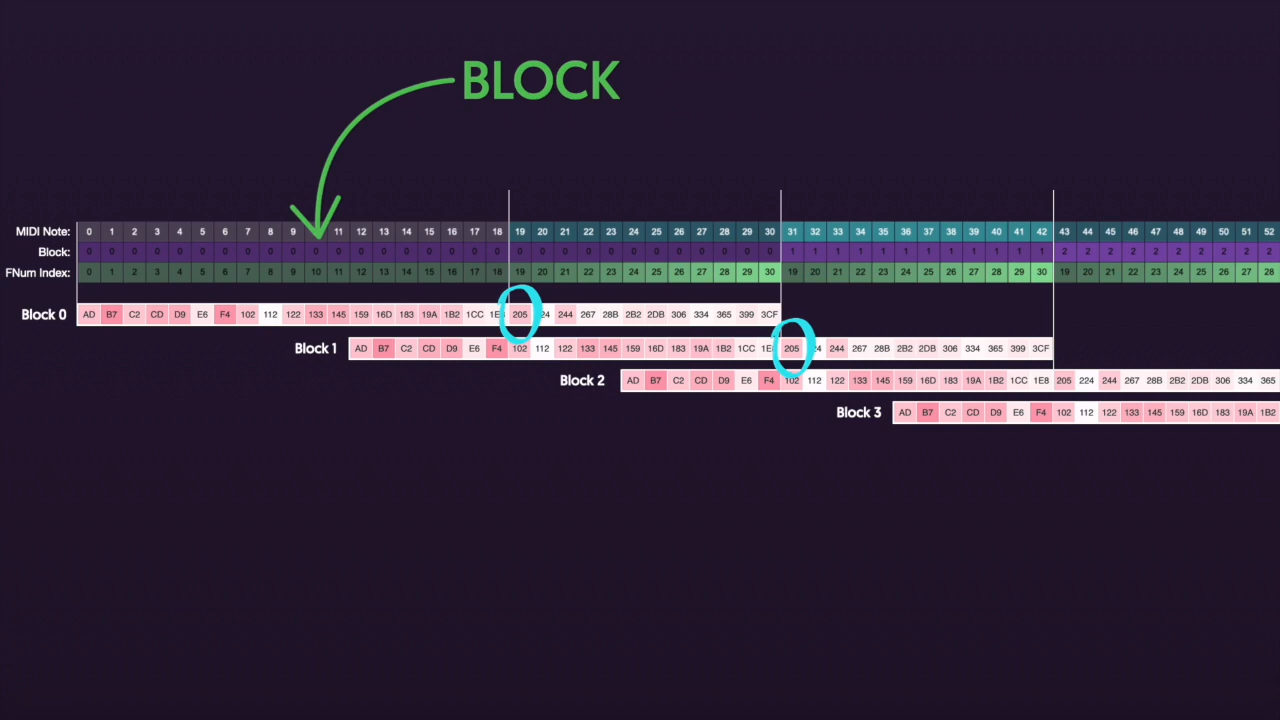 BLOCK
MIDI Note: 0 1 2 3 4 5 6 7 8 9 11 12 13 14 15 16 17 18 19 20 21 22 23 24 25 26 27 28 29 30 31 32 33 34 35 36 37 38 39 40 41 42 43 44 45 46 47 48 49 50 51 52
Block: 0 0 0 0 0 0 0 0 0 0 0 0 0 0 0 0 0 0 0 0 0 0 0 0 0 0 0 0 0 0 0 1 1 1 1 1 1 1 1 1 1 1 1 2 2 2 2 2 2 2 2 2 2
FNum Index: 0 1 2 3 4 5 6 7 8 9 10 11 12 13 14 15 16 17 18 19 20 21 22 23 24 25 26 27 28 29 30 19 20 21 22 23 24 25 26 27 28 29 30 19 20 21 22 23 24 25 26 27 28
Block 0 AD B7 C2 CD D9 E6 F4 102 112 122 133 145 159 16D 183 19A 1B2 1CC 205 244 267 28B 2B2 2DB 306 334 365 399 3CF
Block 1 AD B7 C2 CD D9 E6 F4 102 112 122 133 145 159 16D 183 19A 1B2 1CC 205 244 267 28B 2B2 2DB 306 334 365 399 3CF
Block 2 AD B7 C2 CD D9 E6 F4 102 112 122 133 145 159 16D 183 19A 1B2 1CC 1E8 205 224 244 267 28B 2B2 2DB 306 334 365
Block 3 AD B7 C2 CD D9 E6 F4 102 112 122 133 145 159 16D 183 19A 1B2